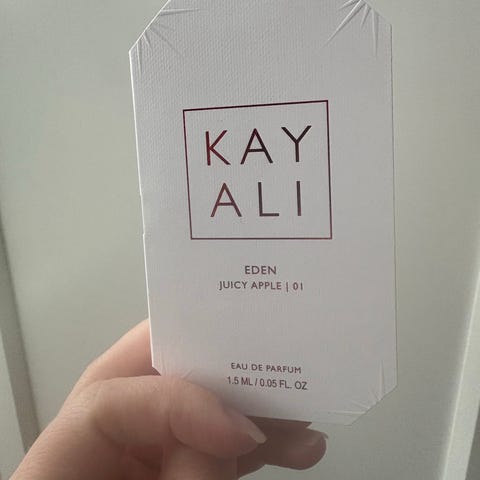 KAY
ALI
EDEN
JUICY APPLE | 01
EAU DE PARFUM
1.5 ML / 0.05 FL. OZ